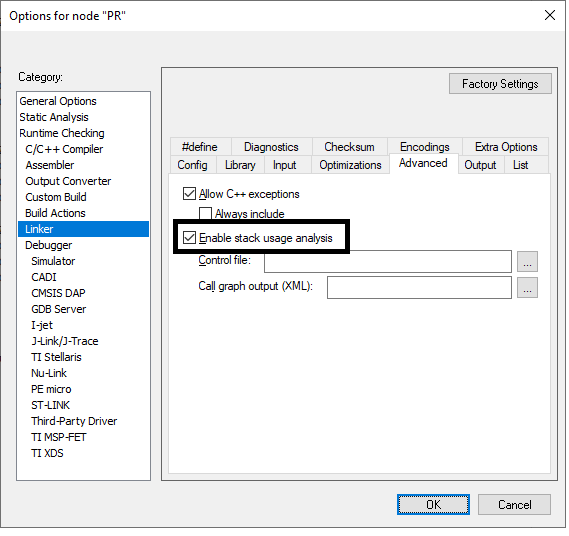 Options for node "PR"
Category:
Factory Settings
General Options
Static Analysis
Runtime Checking
C/C++ Compiler
Assembler
Output Converter
Custom Build
Build Actions
Linker
Debugger
Simulator
CADI
CMSIS DAP
GDB Server
I-jet
J-Link/J-Trace
TI Stellaris
Nu-Link
PE micro
ST-LINK
Third-Party Driver
TI MSP-FET
TI XDS
#define Diagnostics Checksum Encodings Extra Options
Config Library Input Optimizations Advanced Output List
Allow C++ exceptions
Always include
Enable stack usage analysis
Control file:
...
Call graph output (XML):
...
OK Cancel